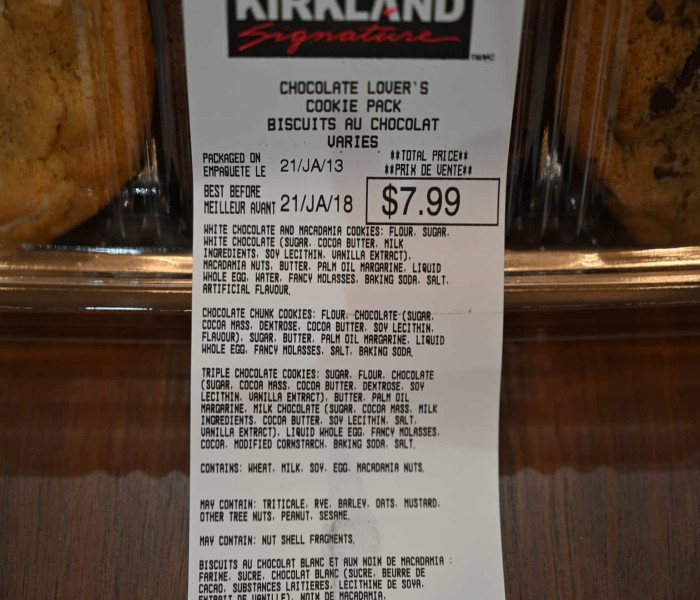 KIRKLAND
Signature
CHOCOLATE LOVER'S
COOKIE PACK
BISCUITS AU CHOCOLAT
VARIES
PACKAGED ON
EMPAQUETE LE 21/JA/13
**TOTAL PRICE**
**PRIX DE VENTE**
BEST BEFORE
MEILLEUR AVANT 21/JA/18
$7.99
WHITE CHOCOLATE AND MACADAMIA COOKIES: FLOUR, SUGAR,
WHITE CHOCOLATE (SUGAR, COCOA BUTTER, MILK
INGREDIENTS, SOY LECITHIN, VANILLA EXTRACT),
MACADAMIA NUTS, BUTTER, PALM OIL MARGARINE, LIQUID
WHOLE EGG, WATER, FANCY MOLASSES, BAKING SODA, SALT,
ARTIFICIAL FLAVOUR.
CHOCOLATE CHUNK COOKIES: FLOUR, CHOCOLATE (SUGAR,
COCOA MASS, DEXTROSE, COCOA BUTTER, SOY LECITHIN,
FLAVOUR), SUGAR, BUTTER, PALM OIL MARGARINE, LIQUID
WHOLE EGG, FANCY MOLASSES, SALT, BAKING SODA.
TRIPLE CHOCOLATE COOKIES: SUGAR, FLOUR, CHOCOLATE
(SUGAR, COCOA MASS, COCOA BUTTER, DEXTROSE, SOY
LECITHIN, VANILLA EXTRACT), BUTTER, PALM OIL
MARGARINE, MILK CHOCOLATE (SUGAR, COCOA MASS, MILK
INGREDIENTS, COCOA BUTTER, SOY LECITHIN, SALT,
VANILLA EXTRACT), LIQUID WHOLE EGG, FANCY MOLASSES,
COCOA, MODIFIED CORNSTARCH, BAKING SODA, SALT.
CONTAINS: WHEAT, MILK, SOY, EGG, MACADAMIA NUTS.
MAY CONTAIN: TRITICALE, RYE, BARLEY, OATS, MUSTARD,
OTHER TREE NUTS, PEANUT, SESAME.
MAY CONTAIN: NUT SHELL FRAGMENTS.
BISCUITS AU CHOCOLAT BLANC ET AUX NOIX DE MACADAMIA :
FARINE, SUCRE, CHOCOLAT BLANC (SUCRE, BEURRE DE
CACAO, SUBSTANCES LAITIERES, LECITHINE DE SOYA,
EXTRAIT DE VANILLE), NOIX DE MACADAMIA,